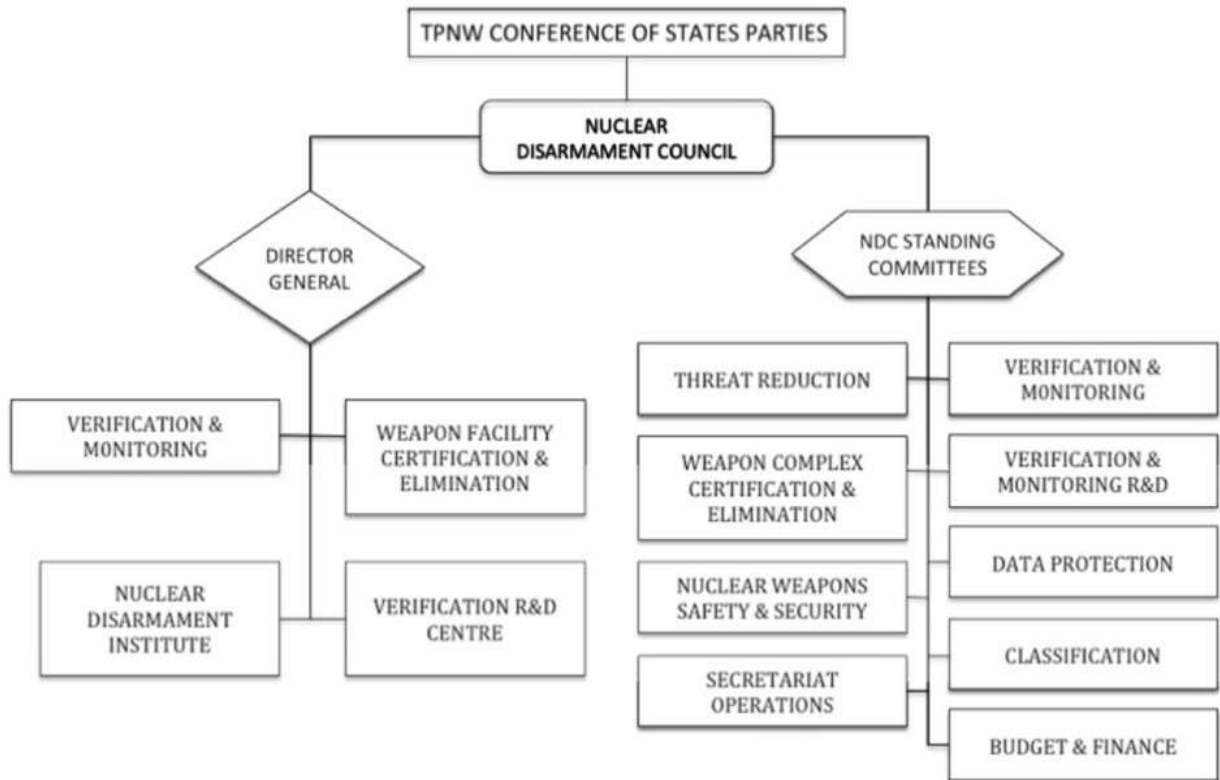 TPNW CONFERENCE OF STATES PARTIES
NUCLEAR
DISARMAMENT COUNCIL
DIRECTOR
GENERAL
NDC STANDING
COMMITTEES
VERIFICATION &
M0NITORING
WEAPON FACILITY
CERTIFICATION &
ELIMINATION
NUCLEAR
DISARMAMENT
INSTITUTE
VERIFICATION R&D
CENTRE
THREAT REDUCTION
VERIFICATION &
M0NITORING
WEAPON COMPLEX
CERTIFICATION &
ELIMINATION
VERIFICATION &
M0NITORING R&D
DATA PROTECTION
NUCLEAR WEAPONS
SAFETY & SECURITY
CLASSIFICATION
SECRETARIAT
OPERATIONS
BUDGET & FINANCE